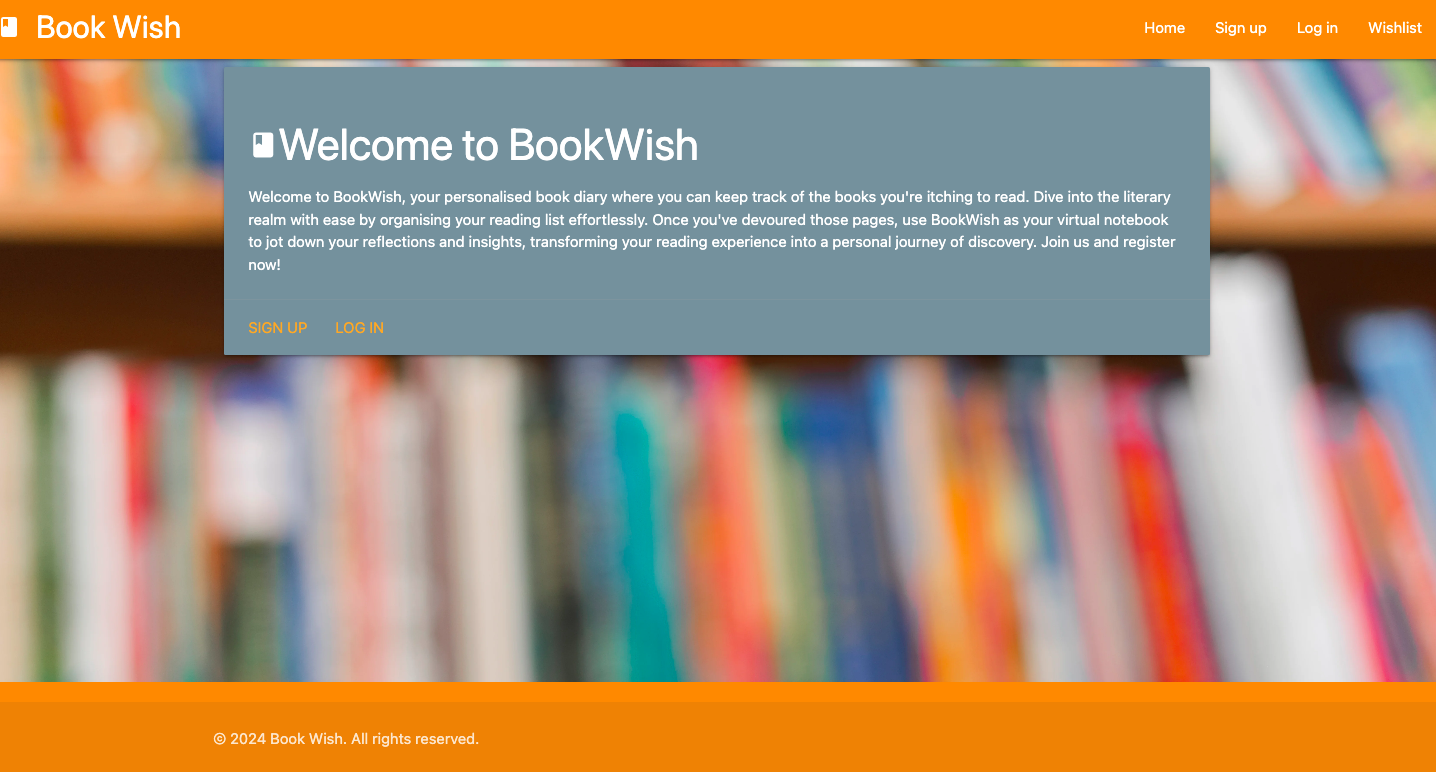 Book Wish
Home Sign up Log in Wishlist
Welcome to BookWish
Welcome to BookWish, your personalised book diary where you can keep track of the books you're itching to read. Dive into the literary
realm with ease by organising your reading list effortlessly. Once you've devoured those pages, use BookWish as your virtual notebook
to jot down your reflections and insights, transforming your reading experience into a personal journey of discovery. Join us and register
now!
SIGN UP LOG IN
© 2024 Book Wish. All rights reserved.